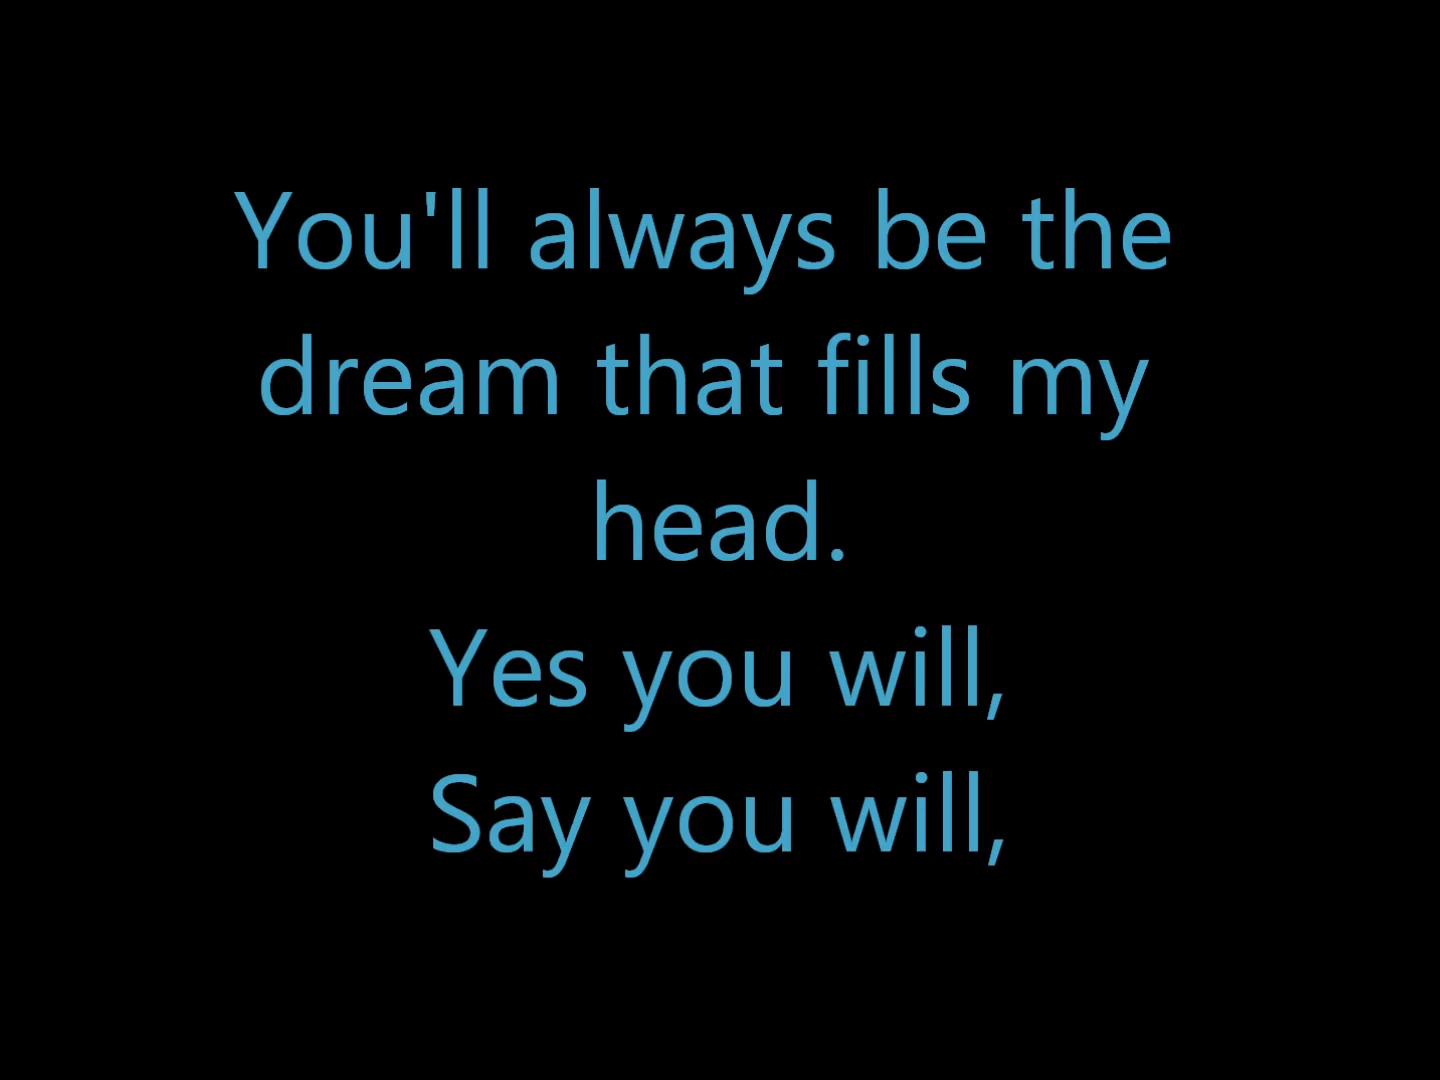 You'll always be the
dream that fills my
head.
Yes you will,
Say you will,